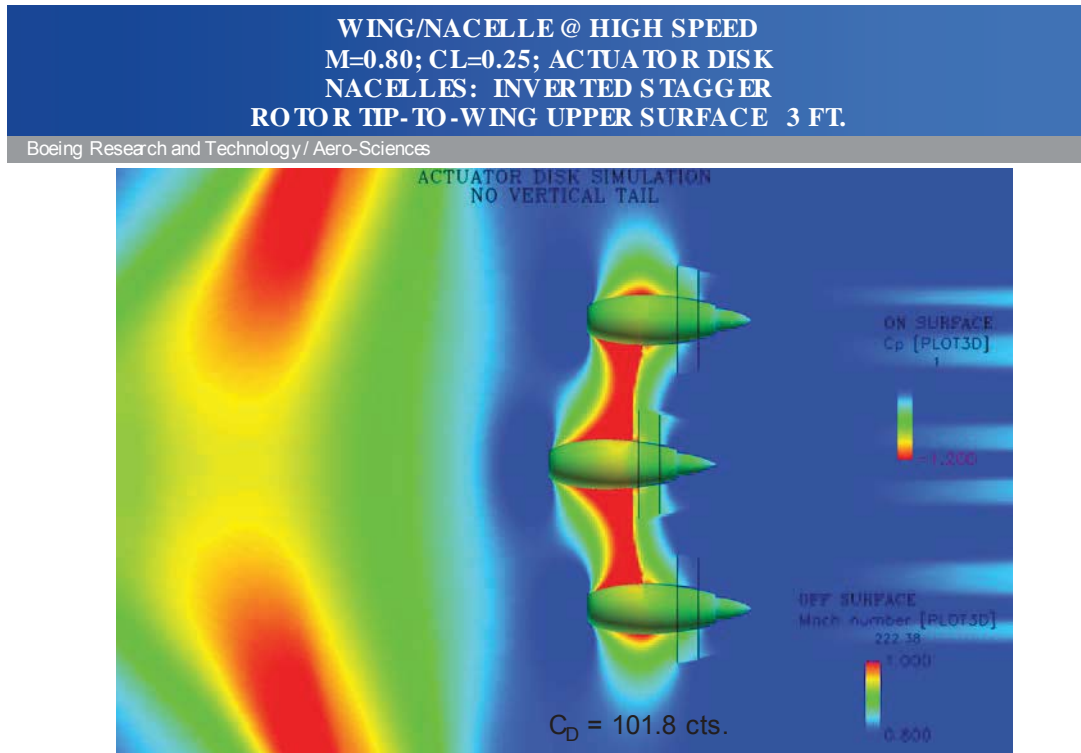 WING/NACELLE @ HIGH SPEED
M=0.80; CL=0.25; ACTUATOR DISK
NACELLES: INVERTED STAGGER
ROTOR TIP-TO-WING UPPER SURFACE 3 FT.
Boeing Research and Technology/Aero-Sciences
ACTUATOR DISK SIMULATION
NO VERTICAL TAIL
ON SURFACE
Cp [PLOT3D]
1
-1.200
OFF SURFACE
Mach number [PLOT3D]
222.38
1.000
0.800
C_D = 101.8 cts.